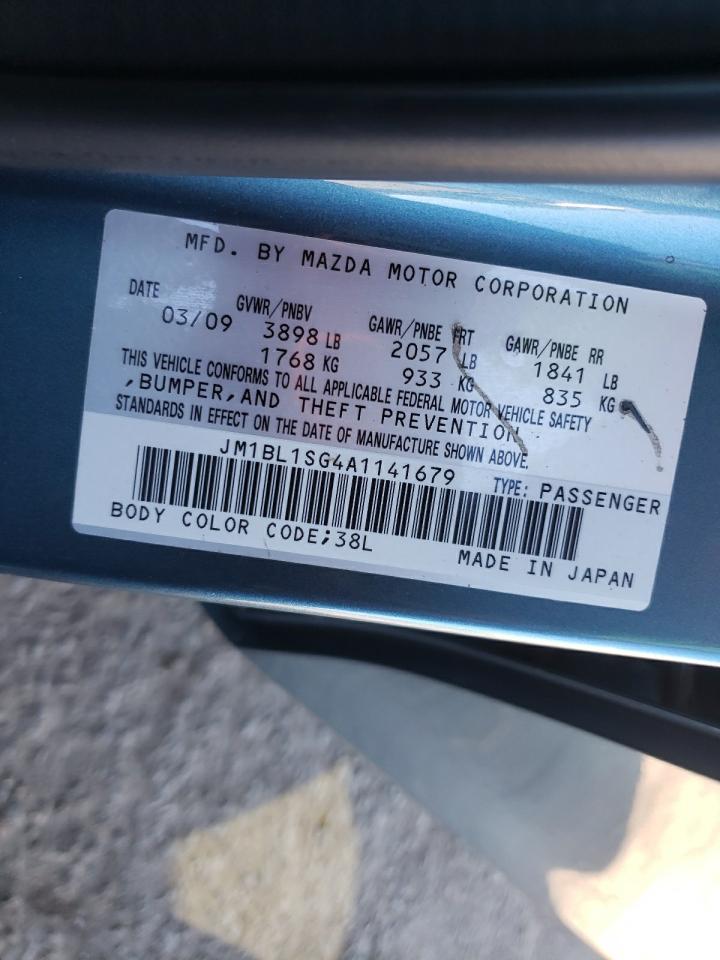 MFD. BY MAZDA MOTOR CORPORATION
DATE GVWR/PNBV GAWR/PNBE FRT GAWR/PNBE RR
03/09 3898 LB 2057 LB 1841 LB
1768 KG 933 KG 835 KG
THIS VEHICLE CONFORMS TO ALL APPLICABLE FEDERAL MOTOR VEHICLE SAFETY
,BUMPER,AND THEFT PREVENTION
STANDARDS IN EFFECT ON THE DATE OF MANUFACTURE SHOWN ABOVE.
JM1BL1SG4A1141679 TYPE: PASSENGER
BODY COLOR CODE;38L MADE IN JAPAN